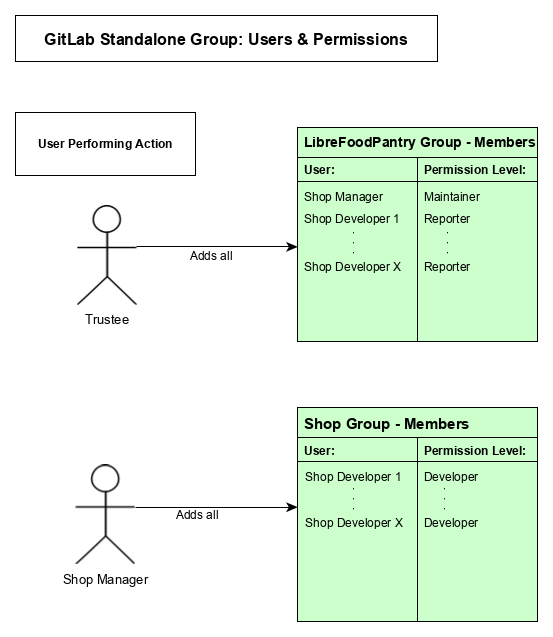 GitLab Standalone Group: Users & Permissions
User Performing Action
LibreFoodPantry Group - Members
User: Permission Level:
Shop Manager Maintainer
Shop Developer 1 Reporter
. .
. .
. .
Shop Developer X Reporter
Adds all
Trustee
Shop Group - Members
User: Permission Level:
Shop Developer 1 Developer
. .
. .
. .
Shop Developer X Developer
Adds all
Shop Manager